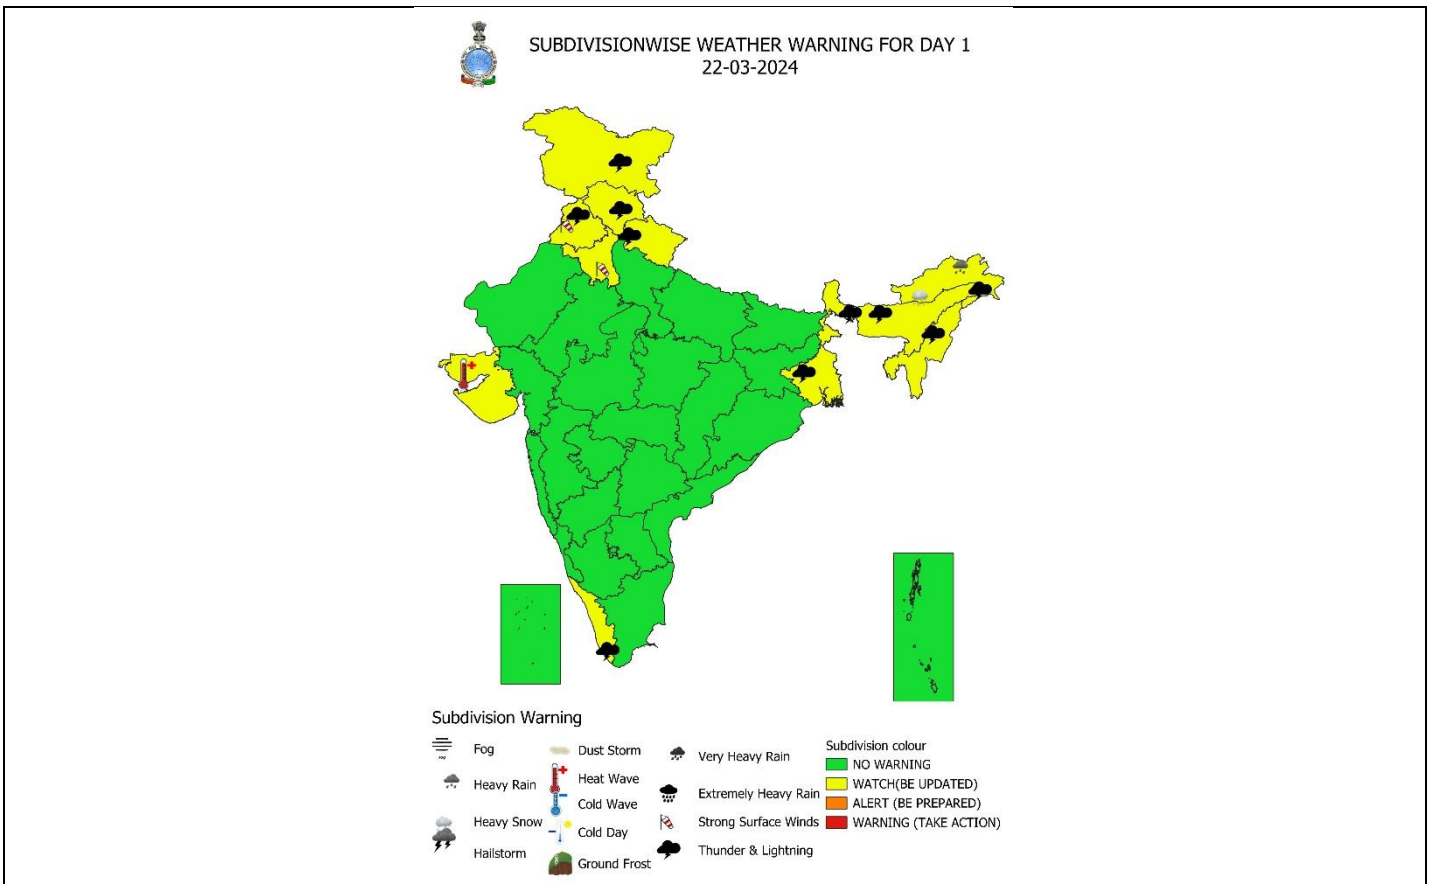 SUBDIVISIONWISE WEATHER WARNING FOR DAY 1
22-03-2024
Subdivision Warning
Fog
Heavy Rain
Heavy Snow
Hailstorm
Dust Storm
Heat Wave
Cold Wave
Cold Day
Ground Frost
Very Heavy Rain
Extremely Heavy Rain
Strong Surface Winds
Thunder & Lightning
Subdivision colour
NO WARNING
WATCH(BE UPDATED)
ALERT (BE PREPARED)
WARNING (TAKE ACTION)